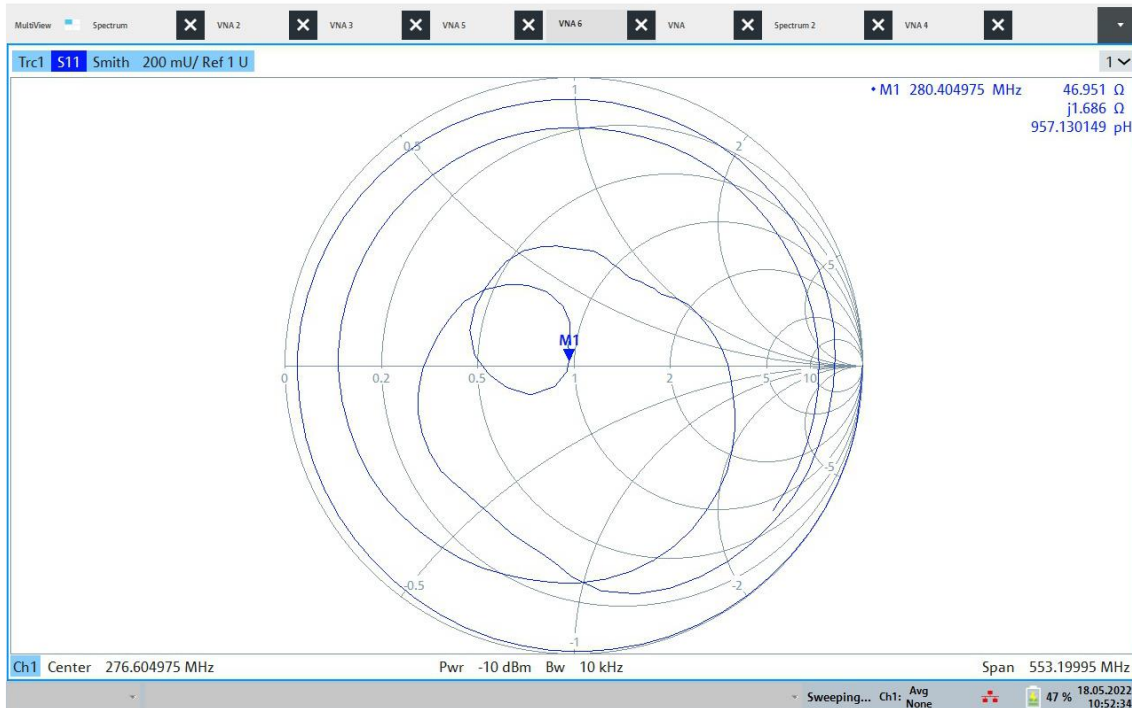 MultiView Spectrum VNA 2 VNA 3 VNA 5 VNA 6 VNA Spectrum 2 VNA 4
Trc1 S11 Smith 200 mU/ Ref 1 U 1
M1 280.404975 MHz 46.951 Ω
j1.686 Ω
957.130149 pH
1
0.5 2
5
M1
0 0.2 0.5 1 2 5 10
-5
-0.5 -2
-1
Ch1 Center 276.604975 MHz Pwr -10 dBm Bw 10 kHz Span 553.19995 MHz
Sweeping... Ch1: Avg None 47 % 18.05.2022
10:52:34